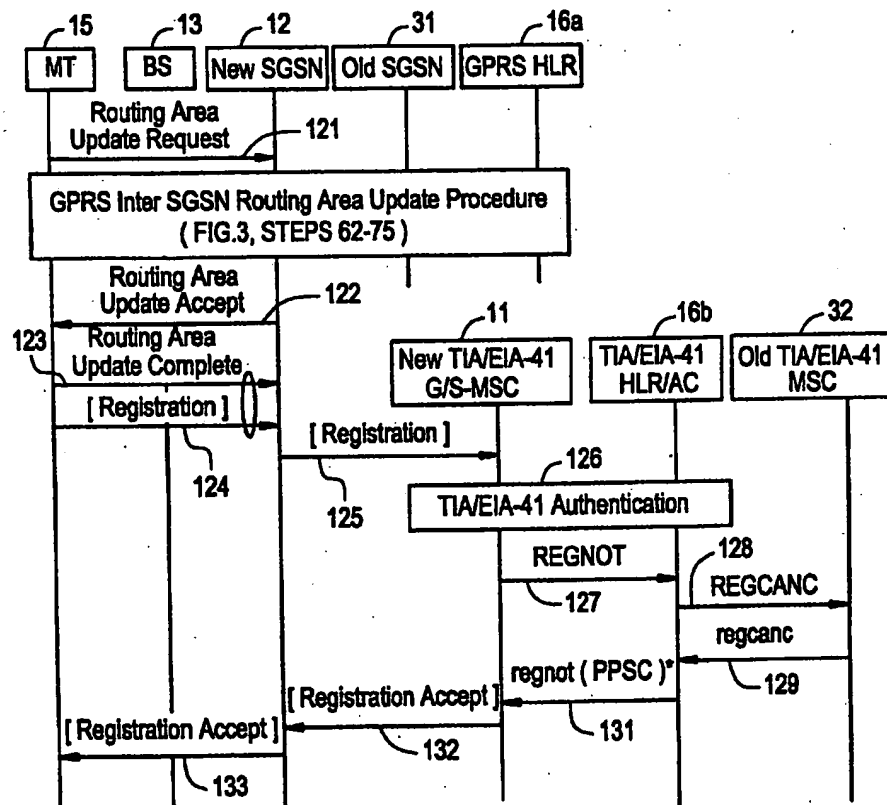 15
13
12
31
16a
MT
BS
New SGSN
Old SGSN
GPRS HLR
Routing Area
Update Request
121
GPRS Inter SGSN Routing Area Update Procedure
( FIG.3, STEPS 62-75 )
Routing Area
Update Accept
122
123
Routing Area
Update Complete
11
16b
32
New TIA/EIA-41
G/S-MSC
TIA/EIA-41
HLR/AC
Old TIA/EIA-41
MSC
[ Registration ]
124
[ Registration ]
125
126
TIA/EIA-41 Authentication
REGNOT
127
128
REGCANC
regcanc
129
regnot ( PPSC )*
131
[ Registration Accept ]
132
[ Registration Accept ]
133